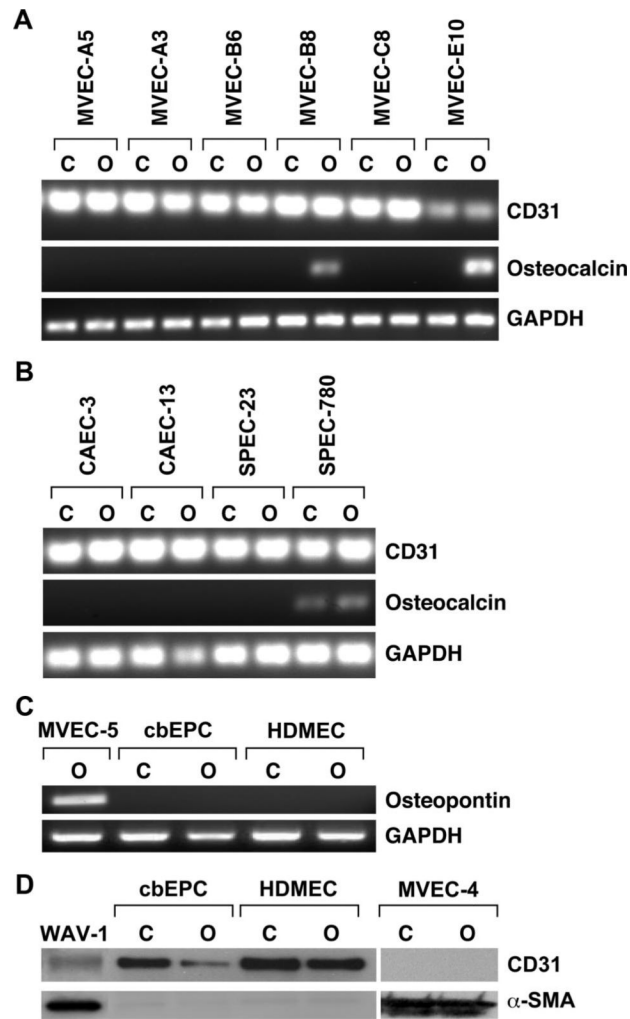 A
MVEC-A5 MVEC-A3 MVEC-B6 MVEC-B8 MVEC-C8 MVEC-E10
C O C O C O C O C O C O
CD31
Osteocalcin
GAPDH
B
CAEC-3 CAEC-13 SPEC-23 SPEC-780
C O C O C O C O
CD31
Osteocalcin
GAPDH
C
MVEC-5 cbEPC HDMEC
O C O C O
Osteopontin
GAPDH
D
cbEPC HDMEC MVEC-4
WAV-1 C O C O C O
CD31
α-SMA